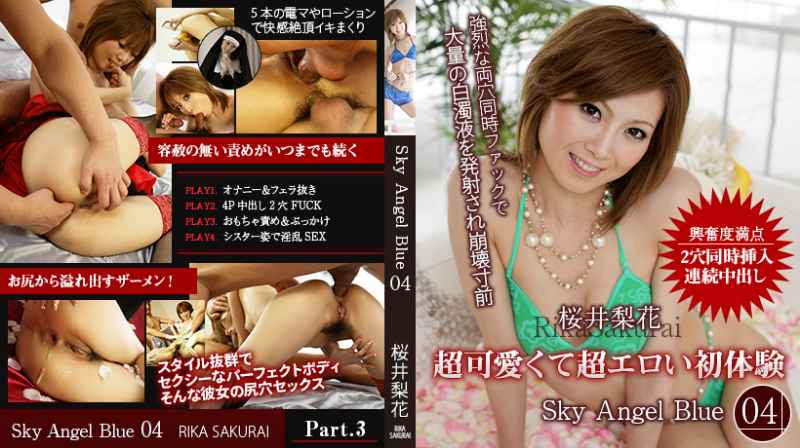 5本の電マやローション
で快感絶頂イキまくり
容赦の無い責めがいつまでも続く
PLAY1. オナニー&フェラ抜き
PLAY2. 4P中出し2穴FUCK
PLAY3. おもちゃ責め&ぶっかけ
PLAY4. シスター姿で淫乱SEX
お尻から溢れ出すザーメン!
スタイル抜群で
セクシーなパーフェクトボディ
そんな彼女の尻穴セックス
Sky Angel Blue 04
RIKA SAKURAI
Part.3
Sky Angel Blue 04
桜井梨花
RIKA
SAKURAI
強烈な両穴同時ファックで
大量の白濁液を発射され崩壊寸前
興奮度満点
2穴同時挿入
連続中出し
桜井梨花
RikaSakurai
超可愛くて超エロい初体験
Sky Angel Blue 04